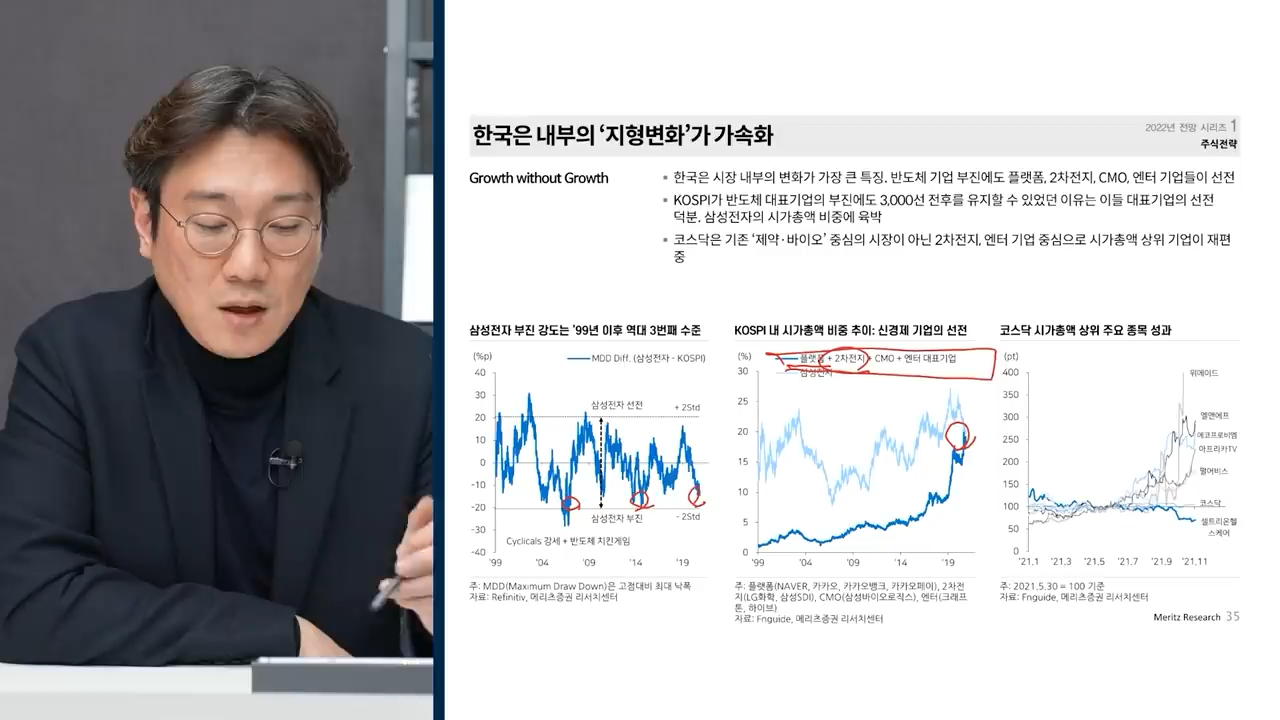 한국은 내부의 ‘지형변화’가 가속화
2022년 전망 시리즈 1
주식전략
Growth without Growth
▪ 한국은 시장 내부의 변화가 가장 큰 특징. 반도체 기업 부진에도 플랫폼, 2차전지, CMO, 엔터 기업들이 선전
▪ KOSPI가 반도체 대표기업의 부진에도 3,000선 전후를 유지할 수 있었던 이유는 이들 대표기업의 선전
덕분. 삼성전자의 시가총액 비중에 육박
▪ 코스닥은 기존 ‘제약·바이오’ 중심의 시장이 아닌 2차전지, 엔터 기업 중심으로 시가총액 상위 기업이 재편
중
삼성전자 부진 강도는 ’99년 이후 역대 3번째 수준
(%p)
MDD Diff. (삼성전자 - KOSPI)
40
30
20
10
0
-10
-20
-30
-40
삼성전자 선전
+ 2Std
삼성전자 부진
- 2Std
Cyclicals 강세 + 반도체 치킨게임
'99 '04 '09 '14 '19
주: MDD(Maximum Draw Down)은 고점대비 최대 낙폭
자료: Refinitiv, 메리츠증권 리서치센터
KOSPI 내 시가총액 비중 추이: 신경제 기업의 선전
(%)
플랫폼 + 2차전지 + CMO + 엔터 대표기업
삼성전자
30
25
20
15
10
5
0
'99 '04 '09 '14 '19
주: 플랫폼(NAVER, 카카오, 카카오뱅크, 카카오페이), 2차전
지(LG화학, 삼성SDI), CMO(삼성바이오로직스), 엔터(크래프
톤, 하이브)
자료: Fnguide, 메리츠증권 리서치센터
코스닥 시가총액 상위 주요 종목 성과
(pt)
400
350
300
250
200
150
100
50
0
위메이드
엘앤에프
에코프로비엠
아프리카TV
펄어비스
코스닥
셀트리온헬
스케어
'21.1 '21.3 '21.5 '21.7 '21.9 '21.11
주: 2021.5.30 = 100 기준
자료: Fnguide, 메리츠증권 리서치센터
Meritz Research 35